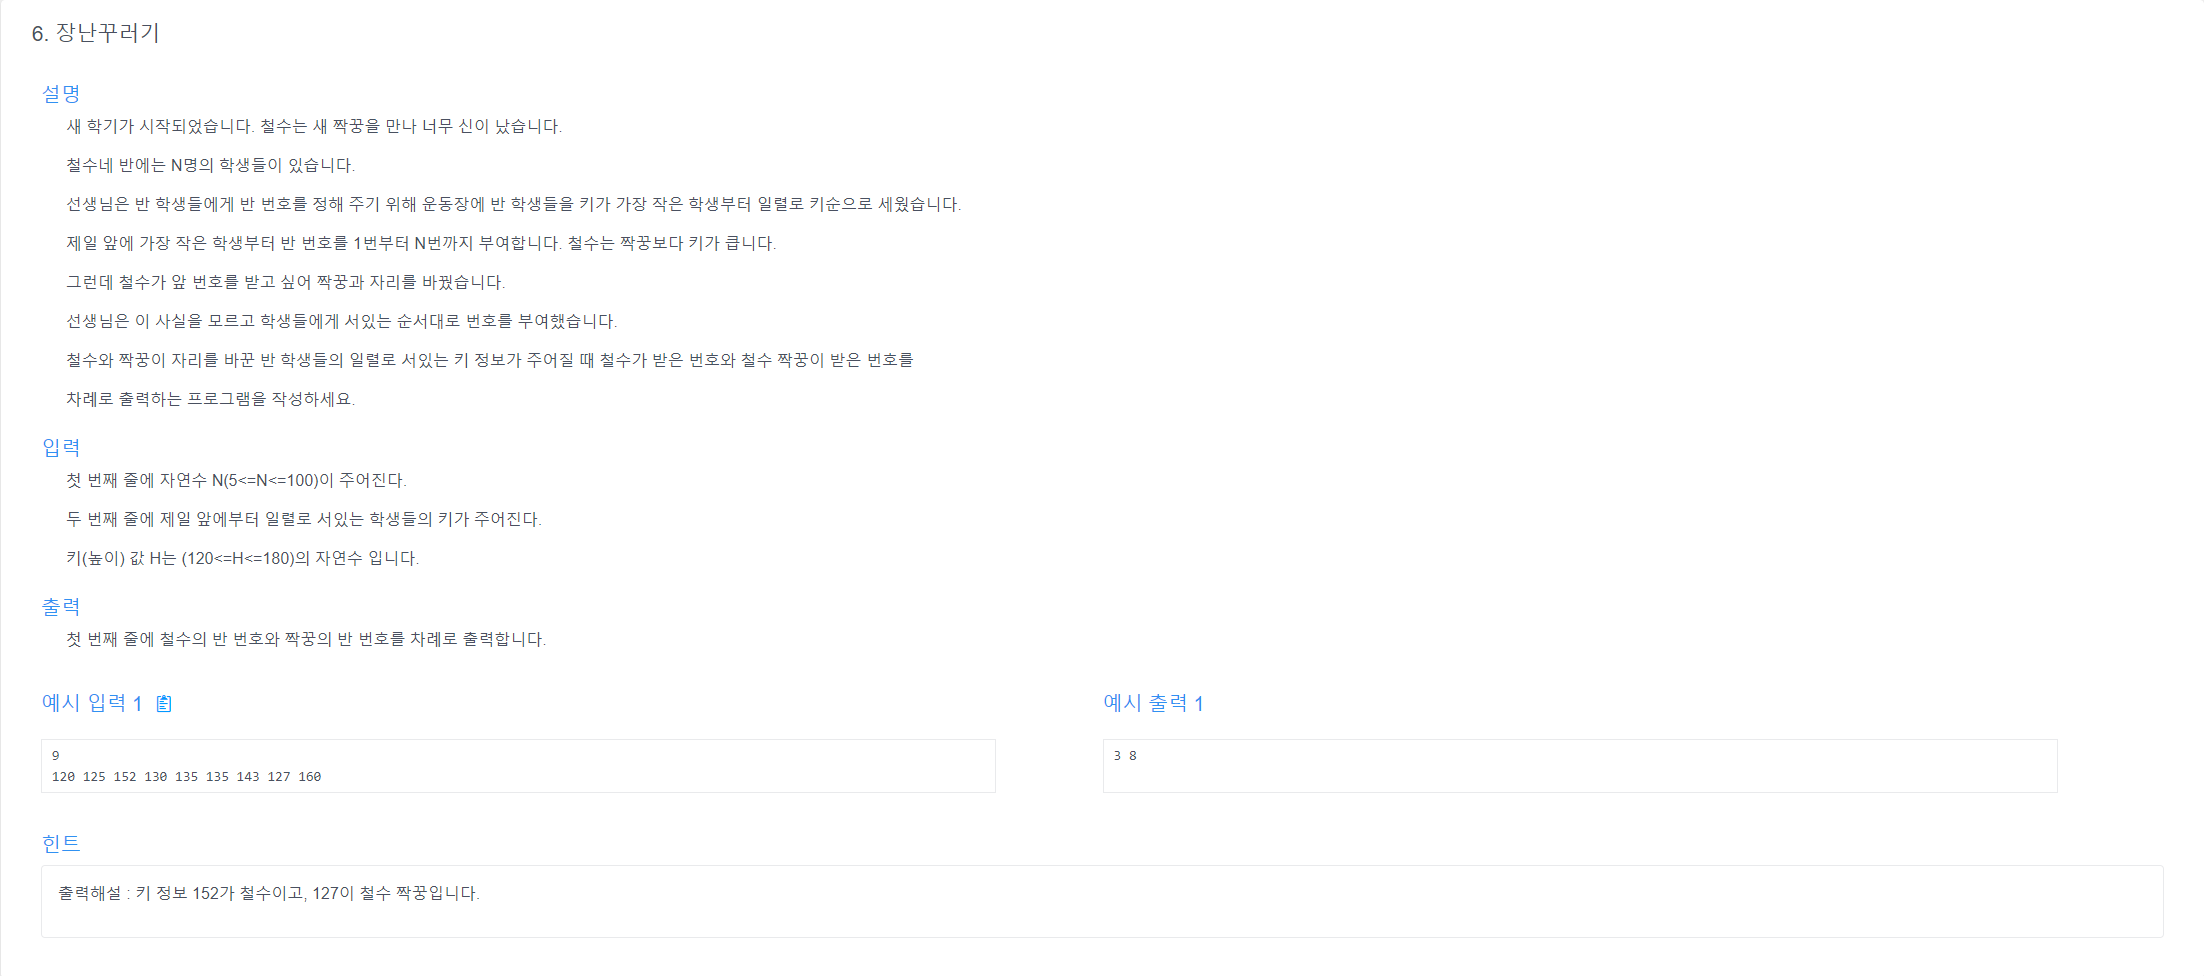 6. 장난꾸러기
설명
새 학기가 시작되었습니다. 철수는 새 짝꿍을 만나 너무 신이 났습니다.
철수네 반에는 N명의 학생들이 있습니다.
선생님은 반 학생들에게 반 번호를 정해 주기 위해 운동장에 반 학생들을 키가 가장 작은 학생부터 일렬로 키순으로 세웠습니다.
제일 앞에 가장 작은 학생부터 반 번호를 1번부터 N번까지 부여합니다. 철수는 짝꿍보다 키가 큽니다.
그런데 철수가 앞 번호를 받고 싶어 짝꿍과 자리를 바꿨습니다.
선생님은 이 사실을 모르고 학생들에게 서있는 순서대로 번호를 부여했습니다.
철수와 짝꿍이 자리를 바꾼 반 학생들의 일렬로 서있는 키 정보가 주어질 때 철수가 받은 번호와 철수 짝꿍이 받은 번호를
차례로 출력하는 프로그램을 작성하세요.
입력
첫 번째 줄에 자연수 N(5<=N<=100)이 주어진다.
두 번째 줄에 제일 앞에부터 일렬로 서있는 학생들의 키가 주어진다.
키(높이) 값 H는 (120<=H<=180)의 자연수 입니다.
출력
첫 번째 줄에 철수의 반 번호와 짝꿍의 반 번호를 차례로 출력합니다.
예시 입력 1
예시 출력 1
9
120 125 152 130 135 135 143 127 160
3 8
힌트
출력해설 : 키 정보 152가 철수이고, 127이 철수 짝꿍입니다.